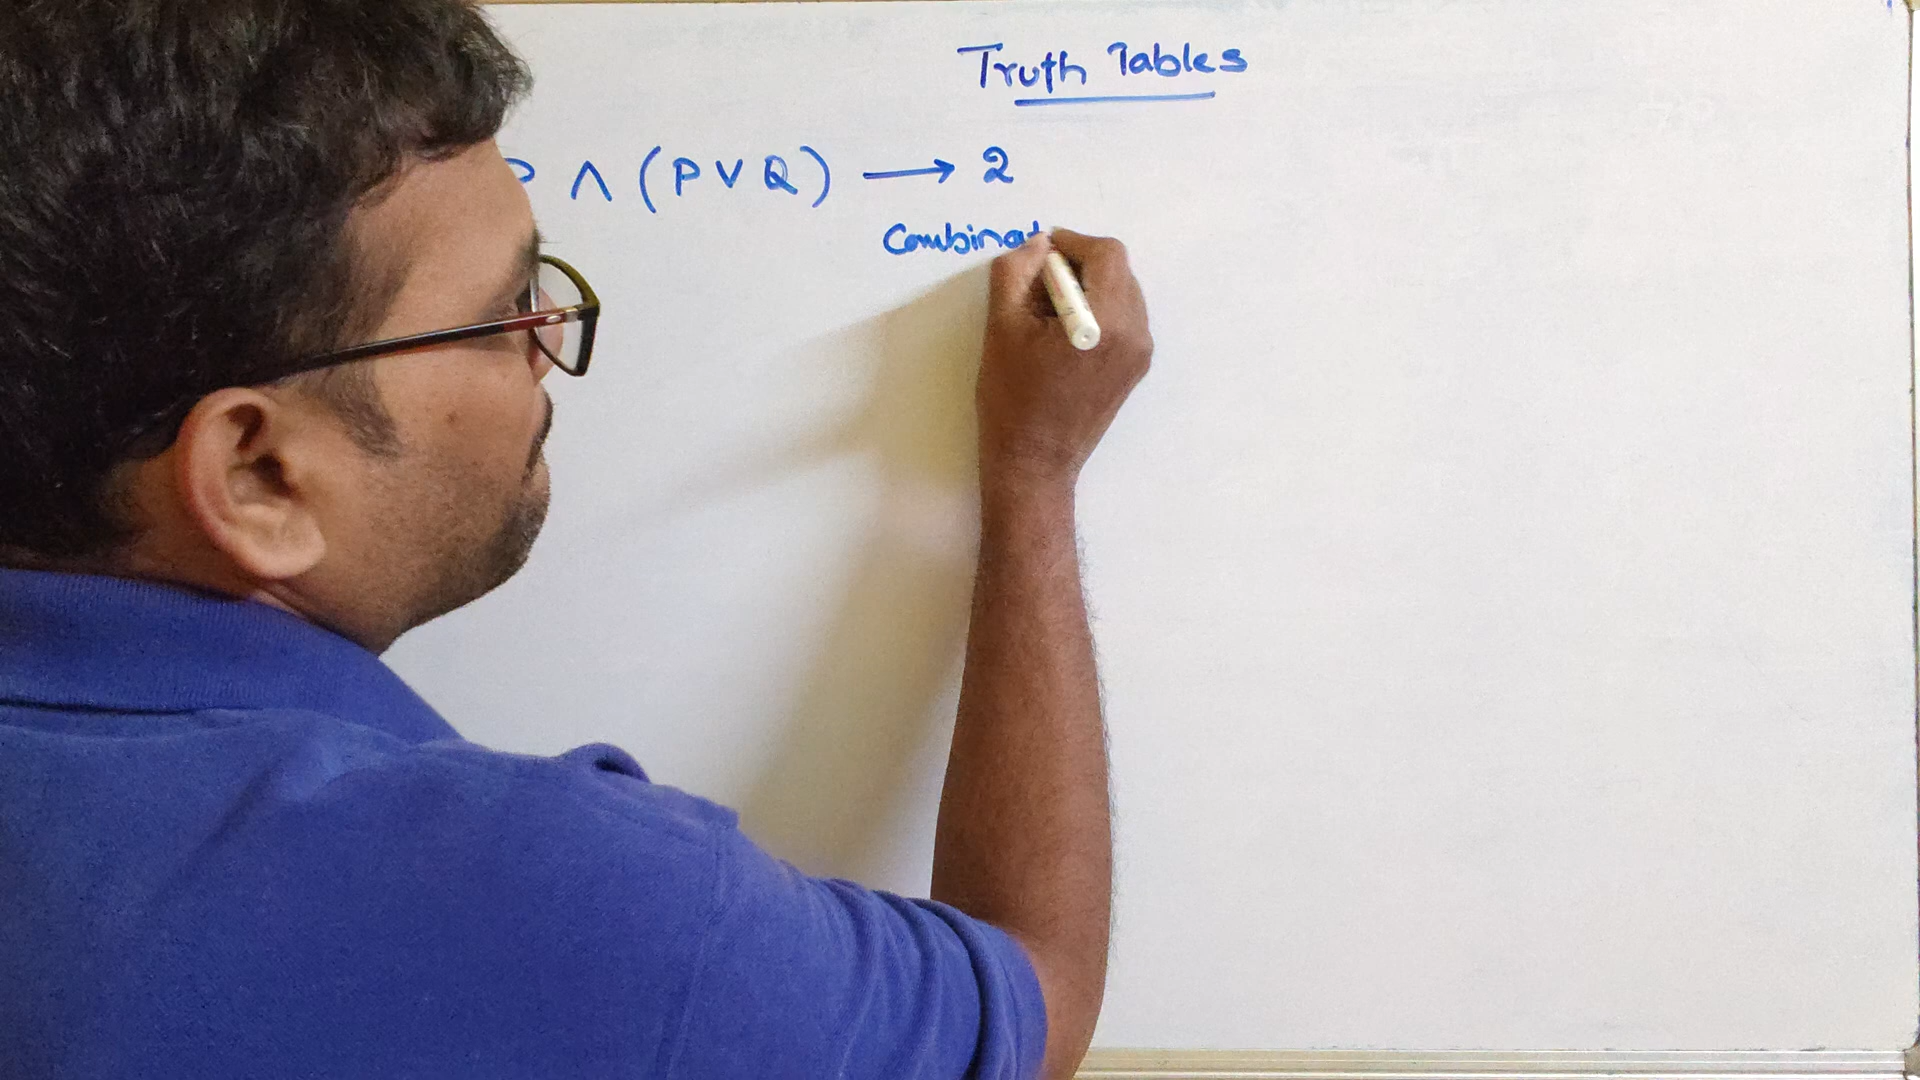 Truth Tables
P ∧ (P V Q) → 2
Combinat